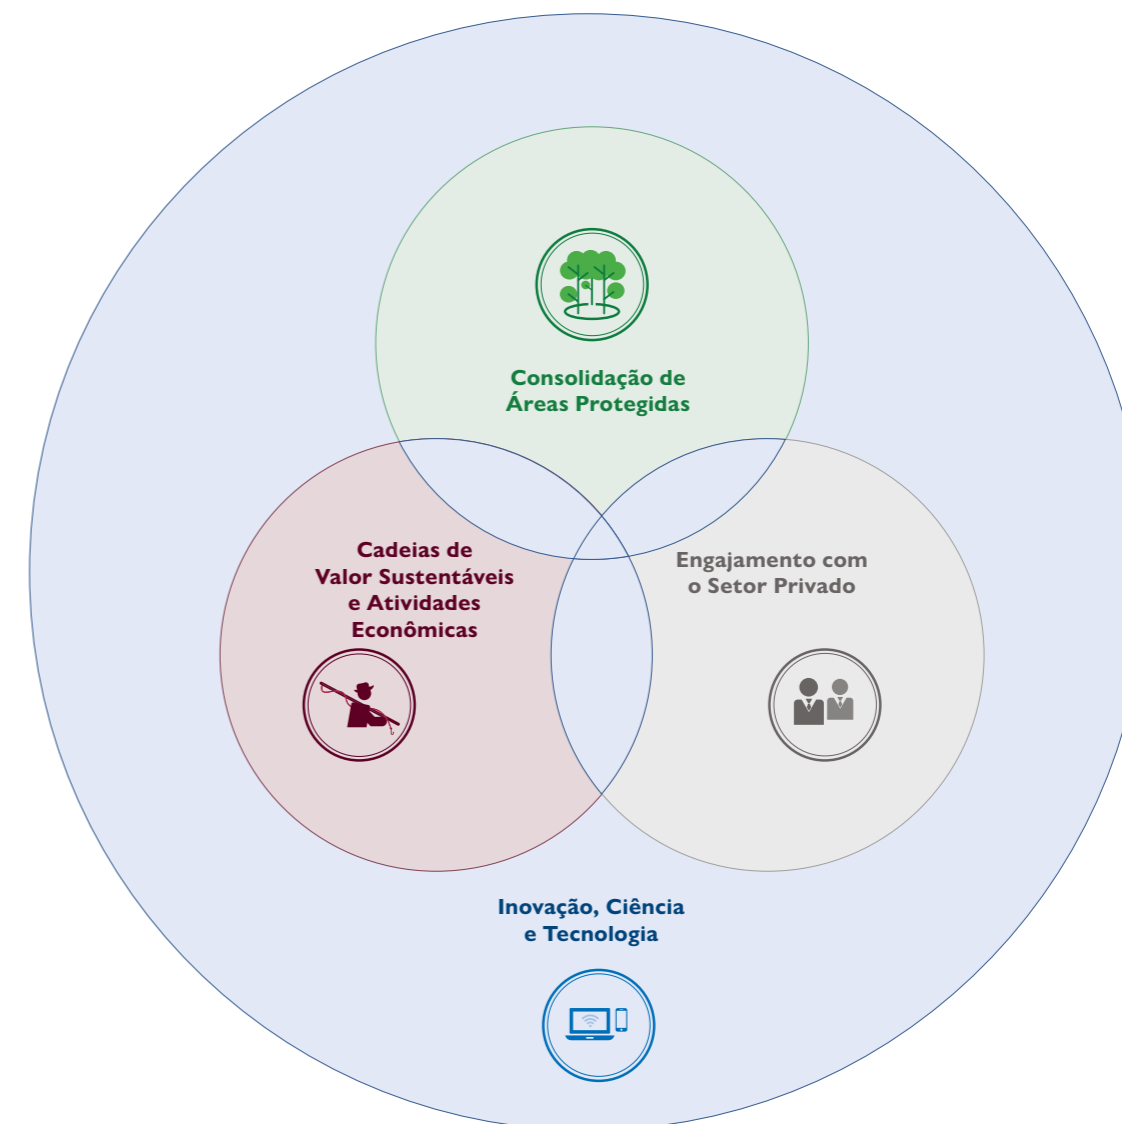 Consolidação de
Áreas Protegidas
Cadeias de
Valor Sustentáveis
e Atividades
Econômicas
Engajamento com
o Setor Privado
Inovação, Ciência
e Tecnologia